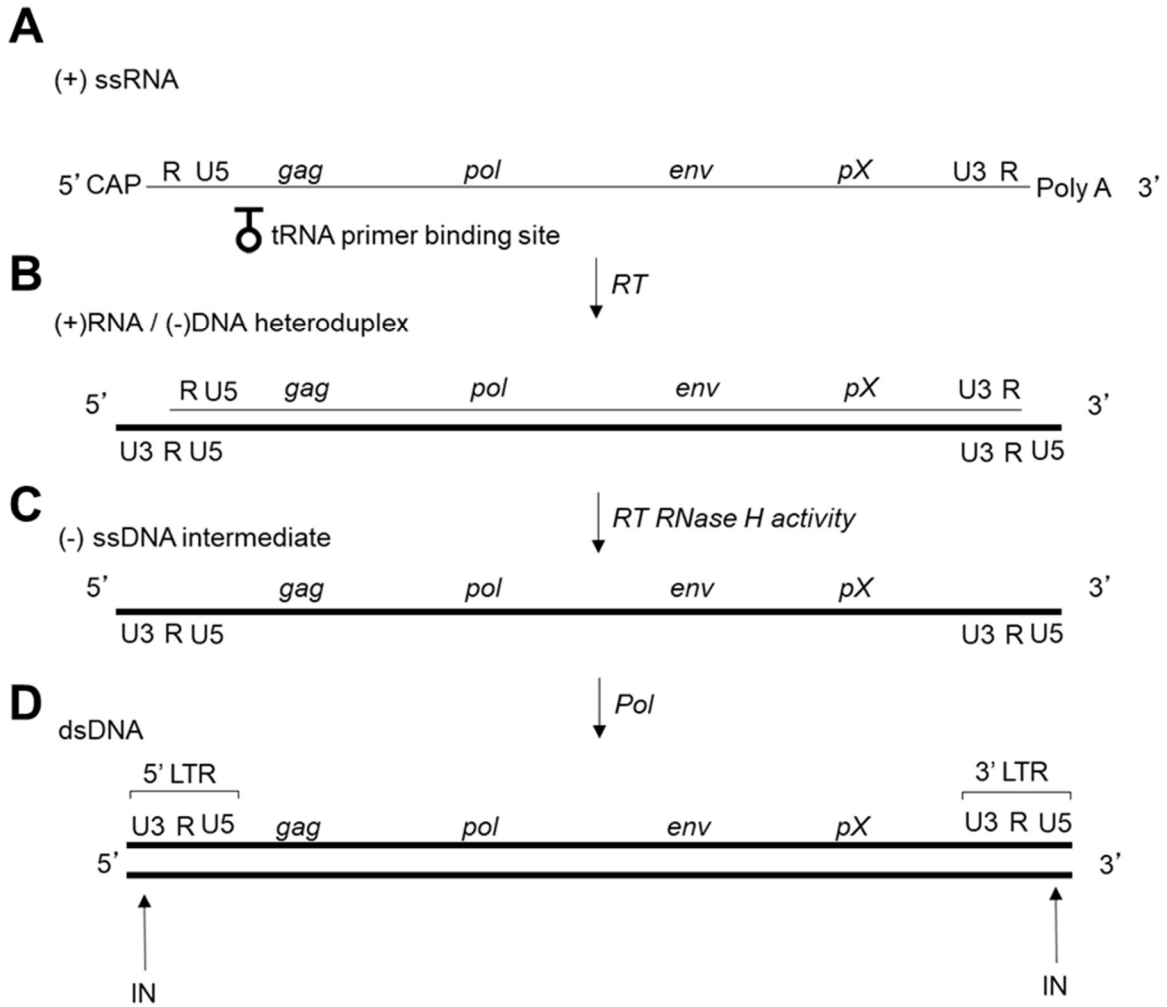 A
(+) ssRNA
5’ CAP R U5 gag pol env pX U3 R Poly A 3’
tRNA primer binding site
RT
B
(+)RNA / (-)DNA heteroduplex
5’ R U5 gag pol env pX U3 R 3’
U3 R U5 U3 R U5
C
RT RNase H activity
(-) ssDNA intermediate
5’ gag pol env pX 3’
U3 R U5 U3 R U5
D
Pol
dsDNA
5’ LTR 3’ LTR
U3 R U5 gag pol env pX U3 R U5
5’ 3’
IN IN